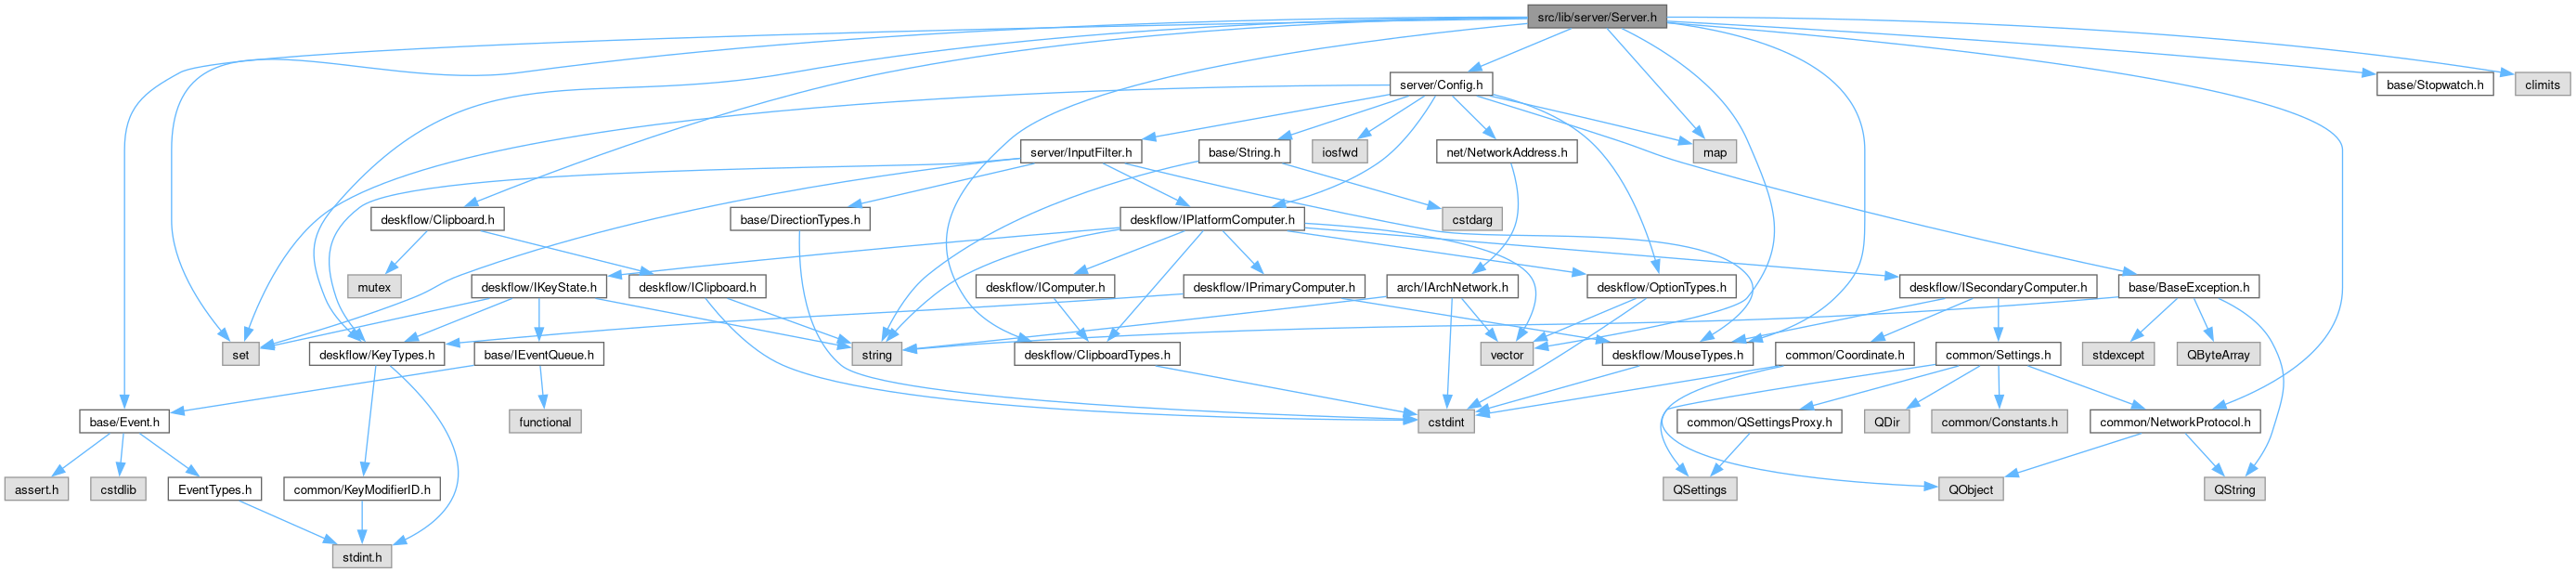 src/lib/server/Server.h
server/Config.h
base/Stopwatch.h
climits
server/InputFilter.h
base/String.h
iosfwd
net/NetworkAddress.h
map
deskflow/Clipboard.h
base/DirectionTypes.h
deskflow/IPlatformComputer.h
cstdarg
mutex
deskflow/IKeyState.h
deskflow/IClipboard.h
deskflow/IComputer.h
deskflow/IPrimaryComputer.h
arch/IArchNetwork.h
deskflow/OptionTypes.h
deskflow/ISecondaryComputer.h
base/BaseException.h
set
deskflow/KeyTypes.h
base/IEventQueue.h
string
deskflow/ClipboardTypes.h
vector
deskflow/MouseTypes.h
common/Coordinate.h
common/Settings.h
stdexcept
QByteArray
base/Event.h
functional
cstdint
common/QSettingsProxy.h
QDir
common/Constants.h
common/NetworkProtocol.h
assert.h
cstdlib
EventTypes.h
common/KeyModifierID.h
QSettings
QObject
QString
stdint.h